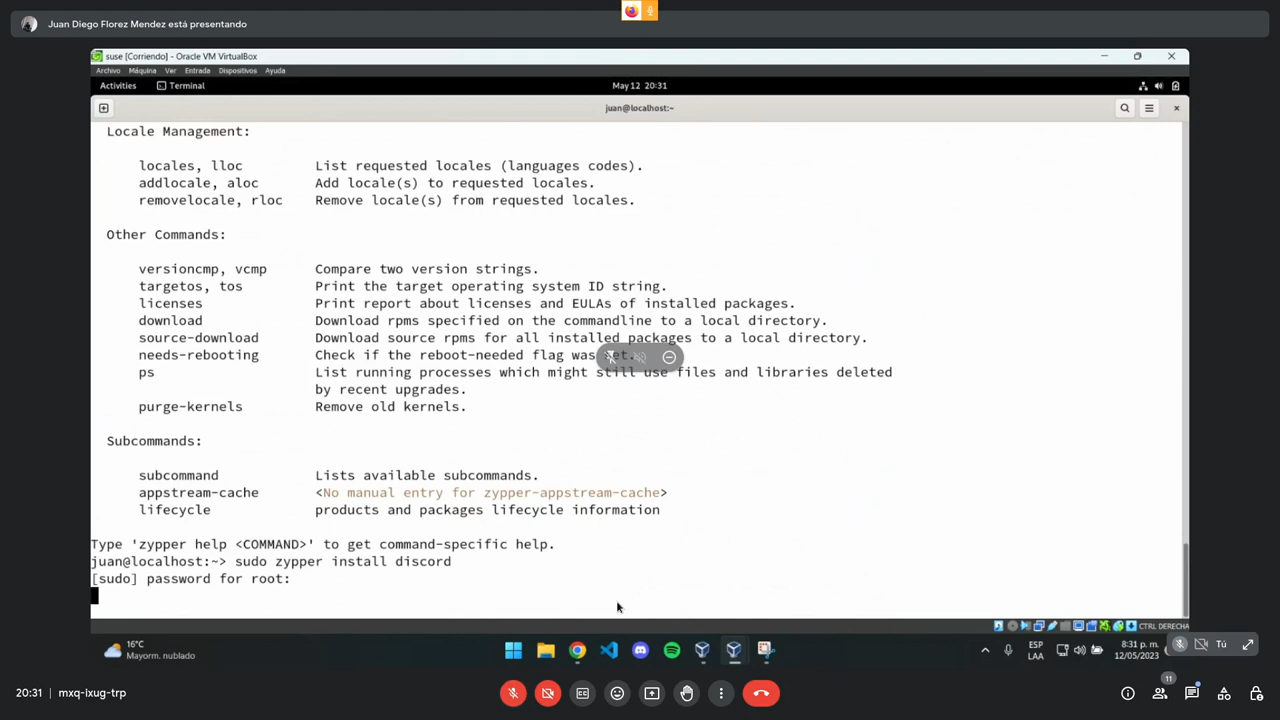 Juan Diego Florez Mendez está presentando
suse [Corriendo] - Oracle VM VirtualBox
Archivo Máquina Ver Entrada Dispositivos Ayuda
Activities Terminal May 12 20:31
juan@localhost:~
Locale Management:
locales, lloc List requested locales (languages codes).
addlocale, aloc Add locale(s) to requested locales.
removelocale, rloc Remove locale(s) from requested locales.
Other Commands:
versioncmp, vcmp Compare two version strings.
targetos, tos Print the target operating system ID string.
licenses Print report about licenses and EULAs of installed packages.
download Download rpms specified on the commandline to a local directory.
source-download Download source rpms for all installed packages to a local directory.
needs-rebooting Check if the reboot-needed flag was set.
ps List running processes which might still use files and libraries deleted
by recent upgrades.
purge-kernels Remove old kernels.
Subcommands:
subcommand Lists available subcommands.
appstream-cache <No manual entry for zypper-appstream-cache>
lifecycle products and packages lifecycle information
Type 'zypper help <COMMAND>' to get command-specific help.
juan@localhost:~> sudo zypper install discord
[sudo] password for root:
CTRL DERECHA
16°C
Mayorm. nublado
ESP
LAA
8:31 p. m.
12/05/2023
Tú
20:31 mxq-lxug-trp
11